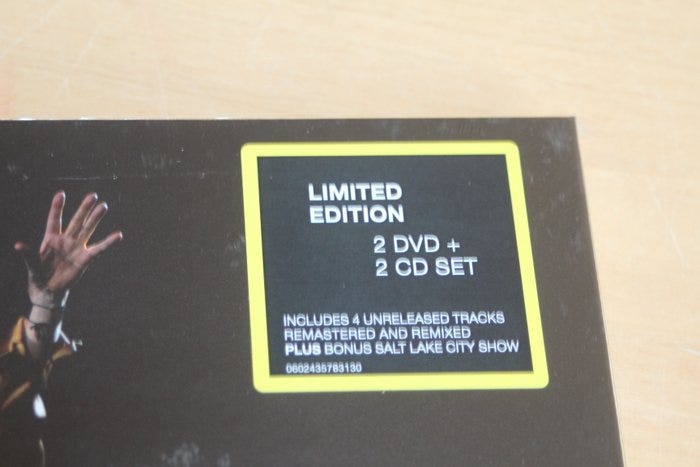 LIMITED
EDITION
2 DVD +
2 CD SET
INCLUDES 4 UNRELEASED TRACKS
REMASTERED AND REMIXED
PLUS BONUS SALT LAKE CITY SHOW
0602435783130